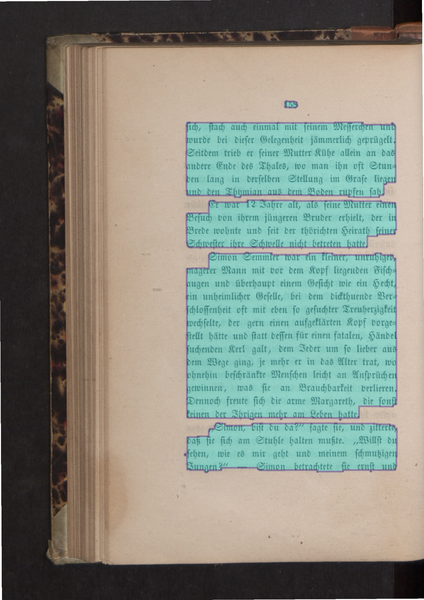 sich, stach auch einmal mit seinem Messerchen und
wurde bei dieser Gelegenheit jämmerlich geprügelt.
Seitdem trieb er seiner Mutter Kühe allein an das
andere Ende des Thales, wo man ihn oft Stun-
den lang in derselben Stellung im Grase liegen
und den Thymian aus dem Boden rupfen sah.
Er war 12 Jahre alt, als seine Mutter einen
Besuch von ihrem jüngeren Bruder erhielt, der in
Brede wohnte und seit der thörichten Heirath seiner
Schwester ihre Schwelle nicht betreten hatte.
Simon Semmler war ein kleiner, unruhiger,
magerer Mann mit vor dem Kopf liegenden Fisch-
augen und überhaupt einem Gesicht wie ein Hecht,
ein unheimlicher Geselle, bei dem dickthuende Ver-
schlossenheit oft mit eben so gesuchter Treuherzigkeit
wechselte, der gern einen aufgeklärten Kopf vorge-
stellt hätte und statt dessen für einen fatalen, Händel
suchenden Kerl galt, dem Jeder um so lieber aus
dem Wege ging, je mehr er in das Alter trat, wo
ohnehin beschränkte Menschen leicht an Ansprüchen
gewinnen, was sie an Brauchbarkeit verlieren.
Dennoch freute sich die arme Margareth, die sonst
keinen der Ihrigen mehr am Leben hatte.
„Simon, bist du da?“ sagte sie, und zitterte,
daß sie sich am Stuhle halten mußte. „Willst du
sehen, wie es mir geht und meinem schmutzigen
Jungen?“ Simon betrachtete sie ernst und